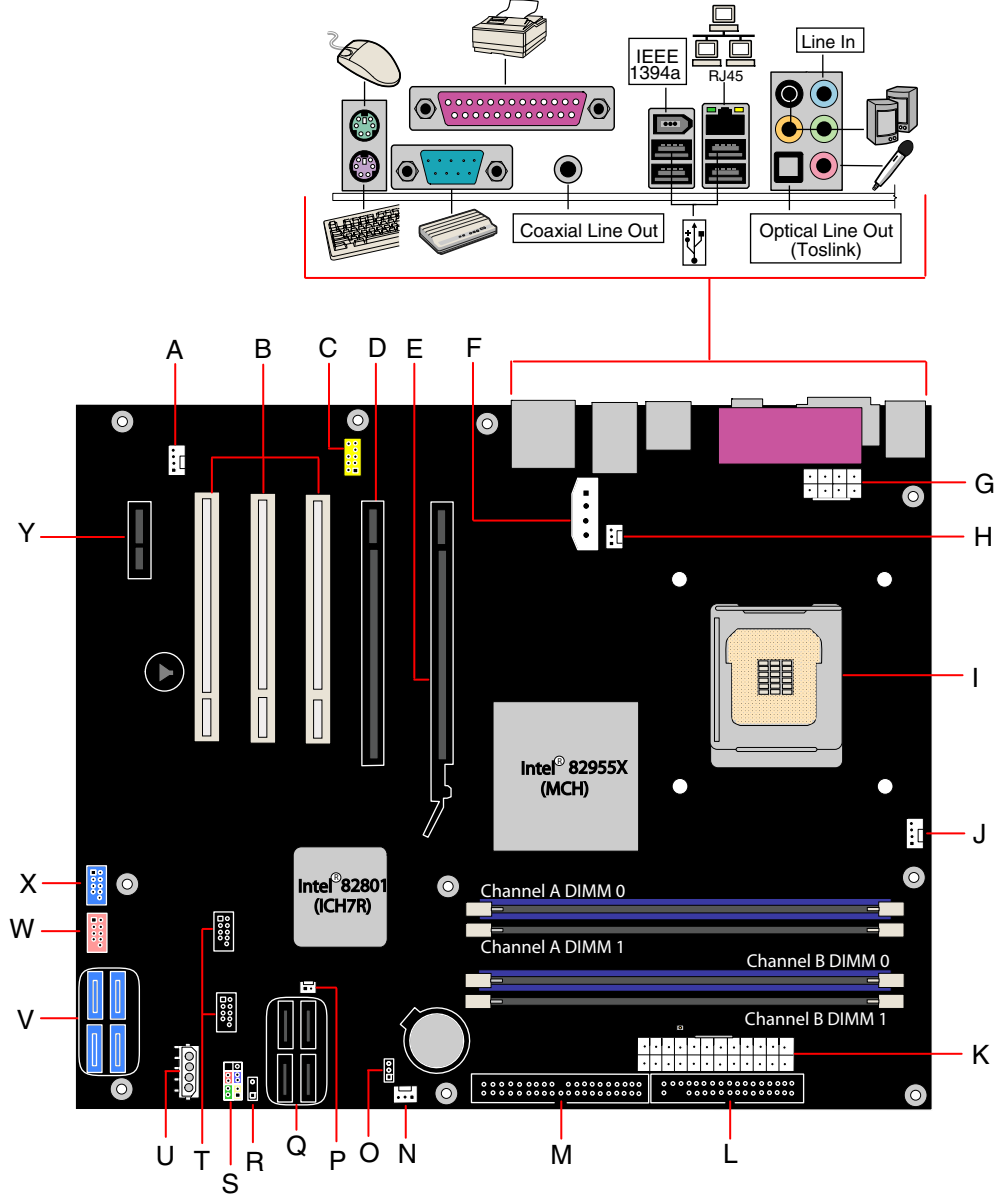 IEEE
1394a
RJ45
Line In
Coaxial Line Out
Optical Line Out
(Toslink)
A
B
C
D
E
F
G
Y
H
I
Intel® 82955X
(MCH)
J
X
Intel® 82801
(ICH7R)
Channel A DIMM 0
W
Channel A DIMM 1
Channel B DIMM 0
V
Channel B DIMM 1
K
U
T
S
R
Q
P
O
N
M
L